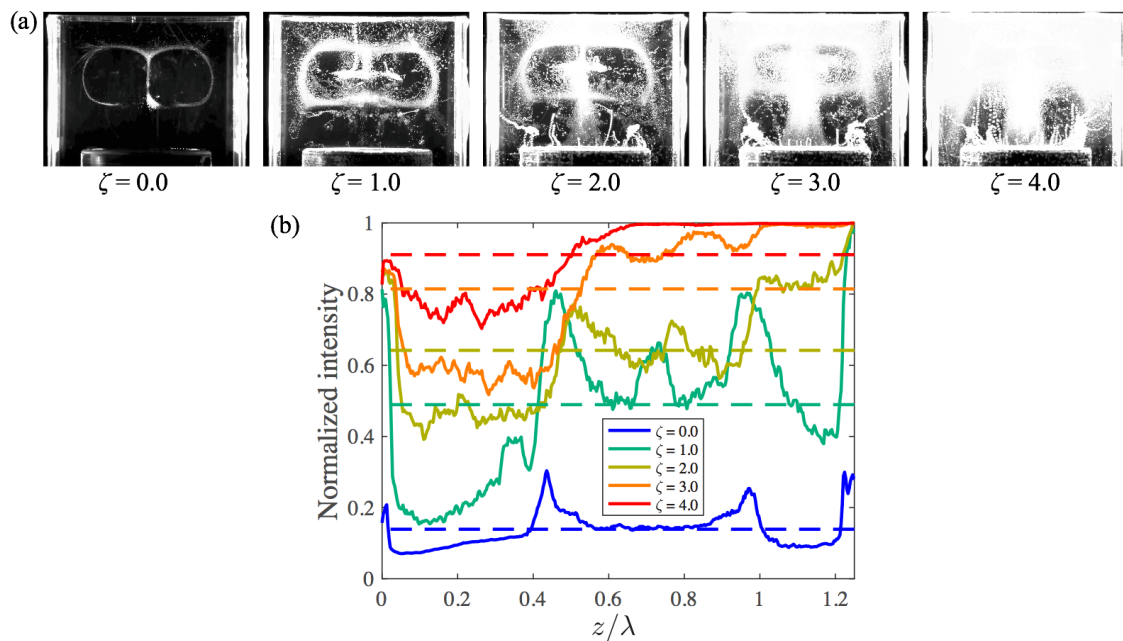 (a)
ζ = 0.0 ζ = 1.0 ζ = 2.0 ζ = 3.0 ζ = 4.0
(b)
1
0.8
0.6
0.4
0.2
0
Normalized intensity
ζ = 0.0
ζ = 1.0
ζ = 2.0
ζ = 3.0
ζ = 4.0
0 0.2 0.4 0.6 0.8 1 1.2
z/λ